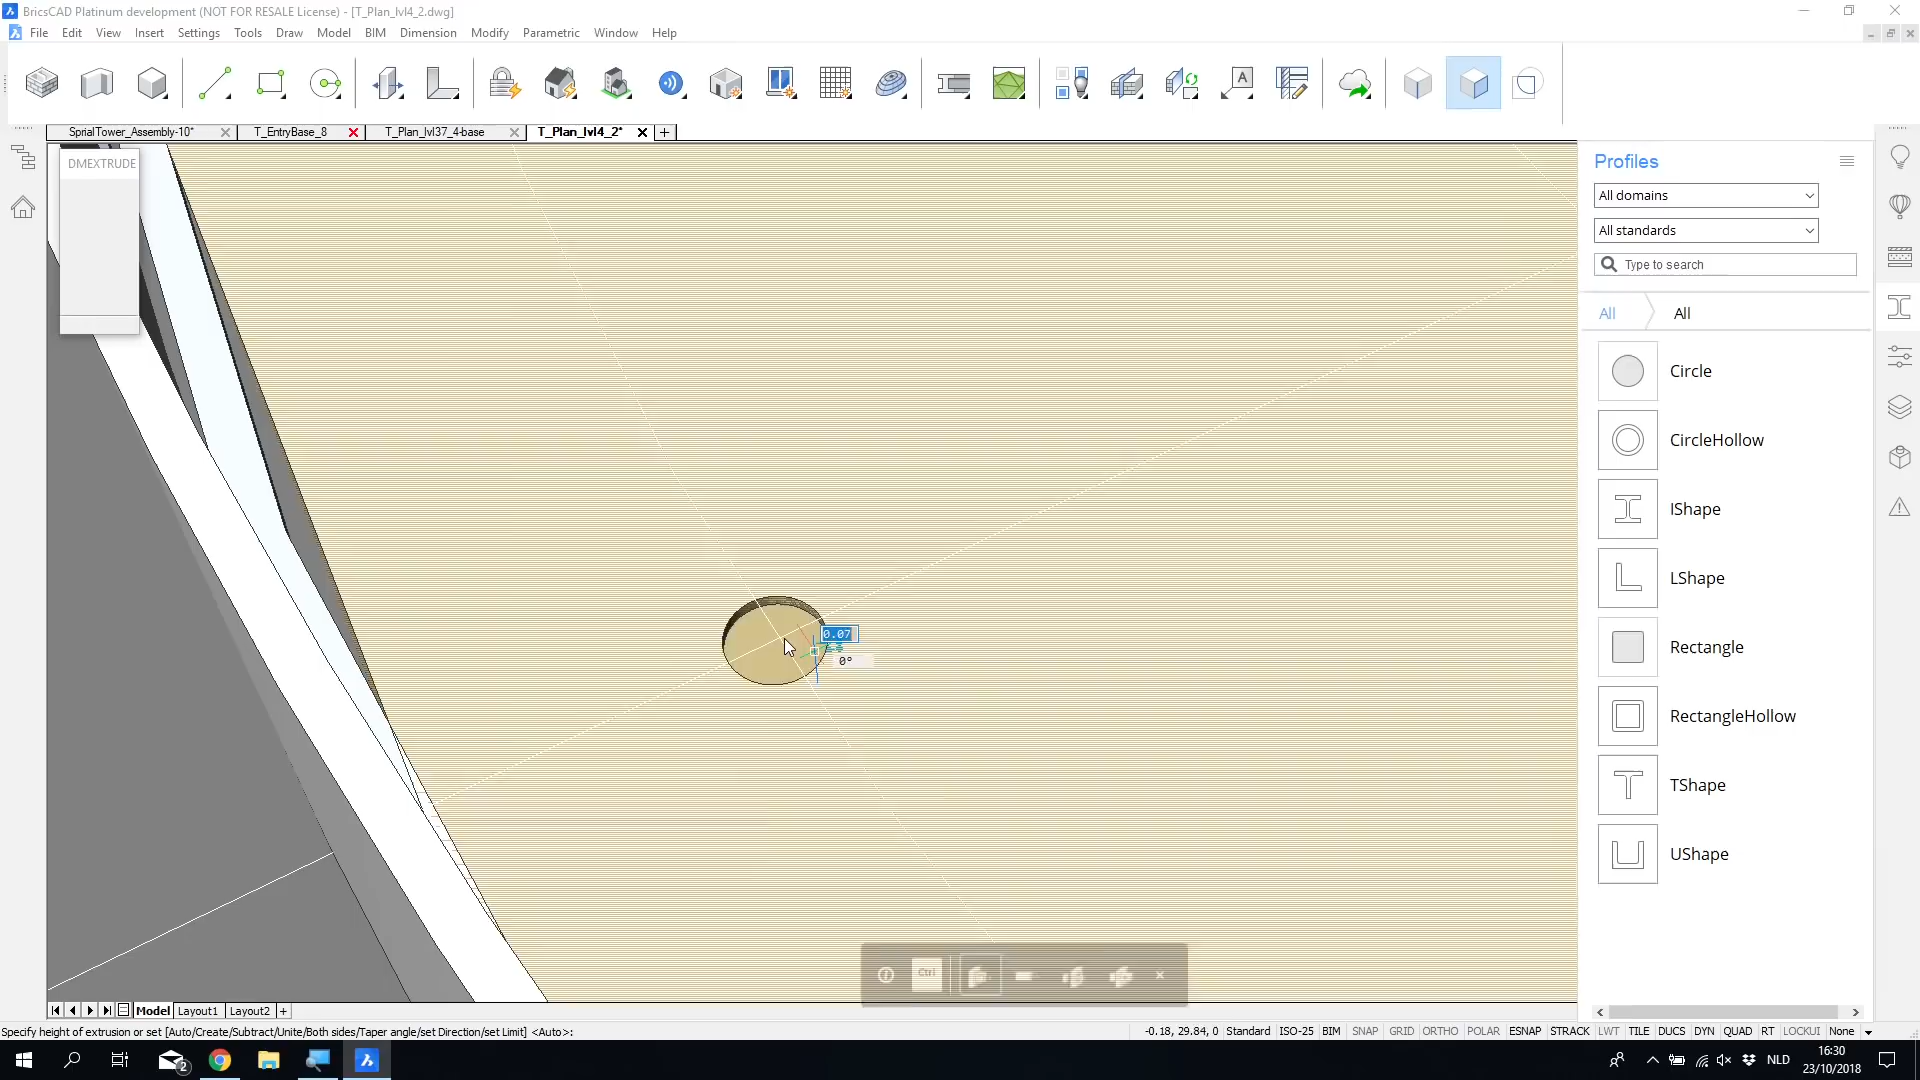 BricsCAD Platinum development (NOT FOR RESALE License) - [T_Plan_lvl4_2.dwg]
File Edit View Insert Settings Tools Draw Model BIM Dimension Modify Parametric Window Help
A
SprialTower_Assembly-10* T_EntryBase_8 T_Plan_lvl37_4-base T_Plan_lvl4_2* +
DMEXTRUDE
Profiles
All domains
All standards
Type to search
All All
Circle
CircleHollow
IShape
LShape
Rectangle
RectangleHollow
TShape
UShape
0.07
0°
Ctrl
Model Layout1 Layout2 +
Specify height of extrusion or set [Auto/Create/Subtract/Unite/Both sides/Taper angle/set Direction/set Limit] <Auto>:
-0.18, 29.84, 0 Standard ISO-25 BIM SNAP GRID ORTHO POLAR ESNAP STRACK LWT TILE DUCS DYN QUAD RT LOCKUI None
2
NLD
16:30
23/10/2018